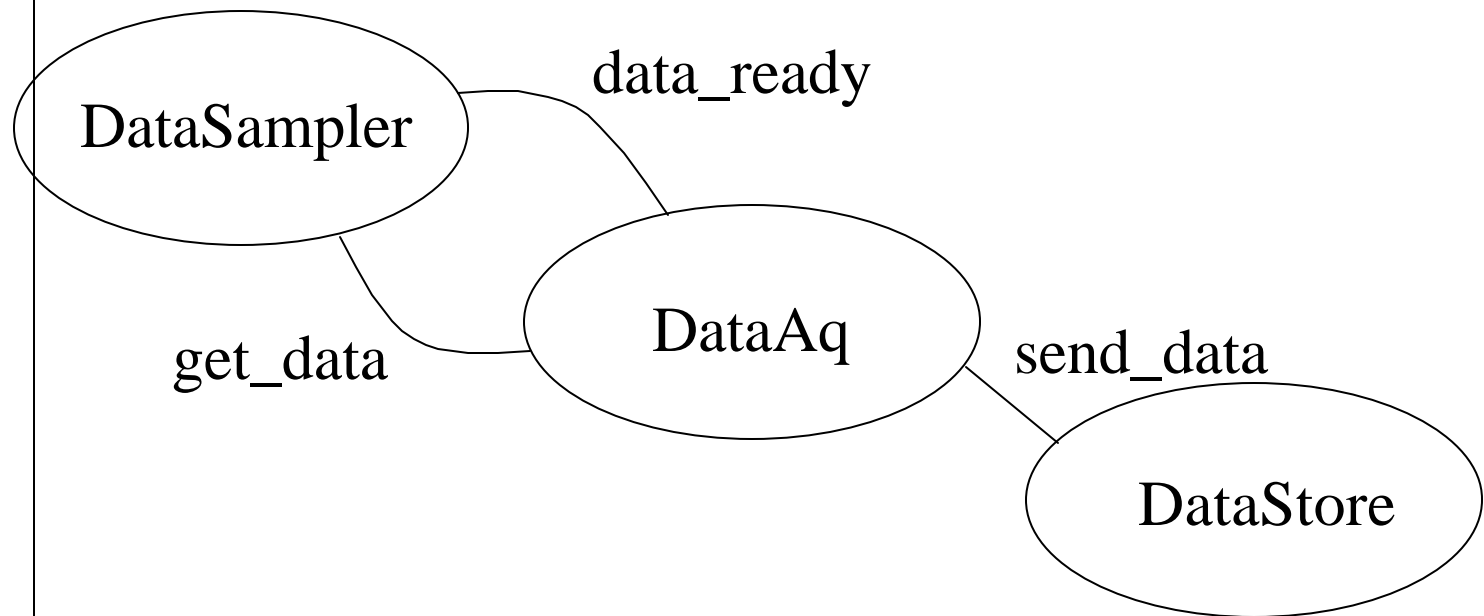 data_ready
DataSampler
DataAq
get_data
send_data
DataStore